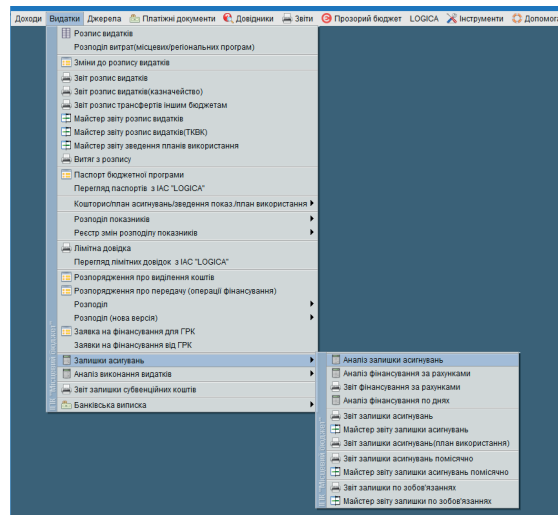 Доходи Видатки Джерела Платіжні документи Довідники Звіти Прозорий бюджет LOGICA Інструменти Допомога
Розпис видатків
Розподіл витрат(місцевих/регіональних програм)
Зміни до розпису видатків
Звіт розпис видатків
Звіт розпис видатків(казначейство)
Звіт розпис трансфертів іншим бюджетам
Майстер звіту розпис видатків
Майстер звіту розпис видатків(ТКВК)
Майстер звіту зведення планів використання
Витяг з розпису
Паспорт бюджетної програми
Перегляд паспортів з ІАС "LOGICA"
Кошторис/план асигнувань/зведення показ./план використання
Розподіл показників
Реєстр змін розподілу показників
Лімітна довідка
Перегляд лімітних довідок з ІАС "LOGICA"
Розпорядження про виділення коштів
Розпорядження про передачу (операції фінансування)
Розподіл
Розподіл (нова версія)
Заявка на фінансування для ГРК
Заявки на фінансування від ГРК
Залишки асигувань
Аналіз виконання видатків
Звіт залишки субвенційних коштів
Банківська виписка
Аналіз залишки асигнувань
Аналіз фінансування за рахунками
Звіт фінансування за рахунками
Аналіз фінансування по днях
Звіт залишки асигнувань
Майстер звіту залишки асигнувань
Звіт залишки асигнувань(план використання)
Звіт залишки асигнувань помісячно
Майстер звіту залишки асигнувань помісячно
Звіт залишки по зобов'язаннях
Майстер звіту залишки по зобов'язаннях